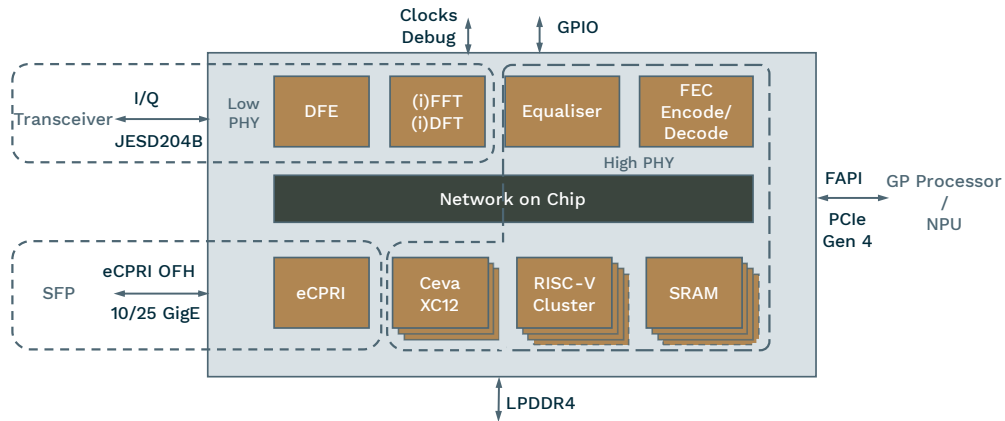 Clocks
Debug
GPIO
I/Q
Transceiver
JESD204B
Low
PHY
DFE
(i)FFT
(i)DFT
Equaliser
FEC
Encode/
Decode
High PHY
Network on Chip
FAPI
PCIe
Gen 4
GP Processor
/
NPU
eCPRI OFH
SFP
10/25 GigE
eCPRI
Ceva
XC12
RISC-V
Cluster
SRAM
LPDDR4